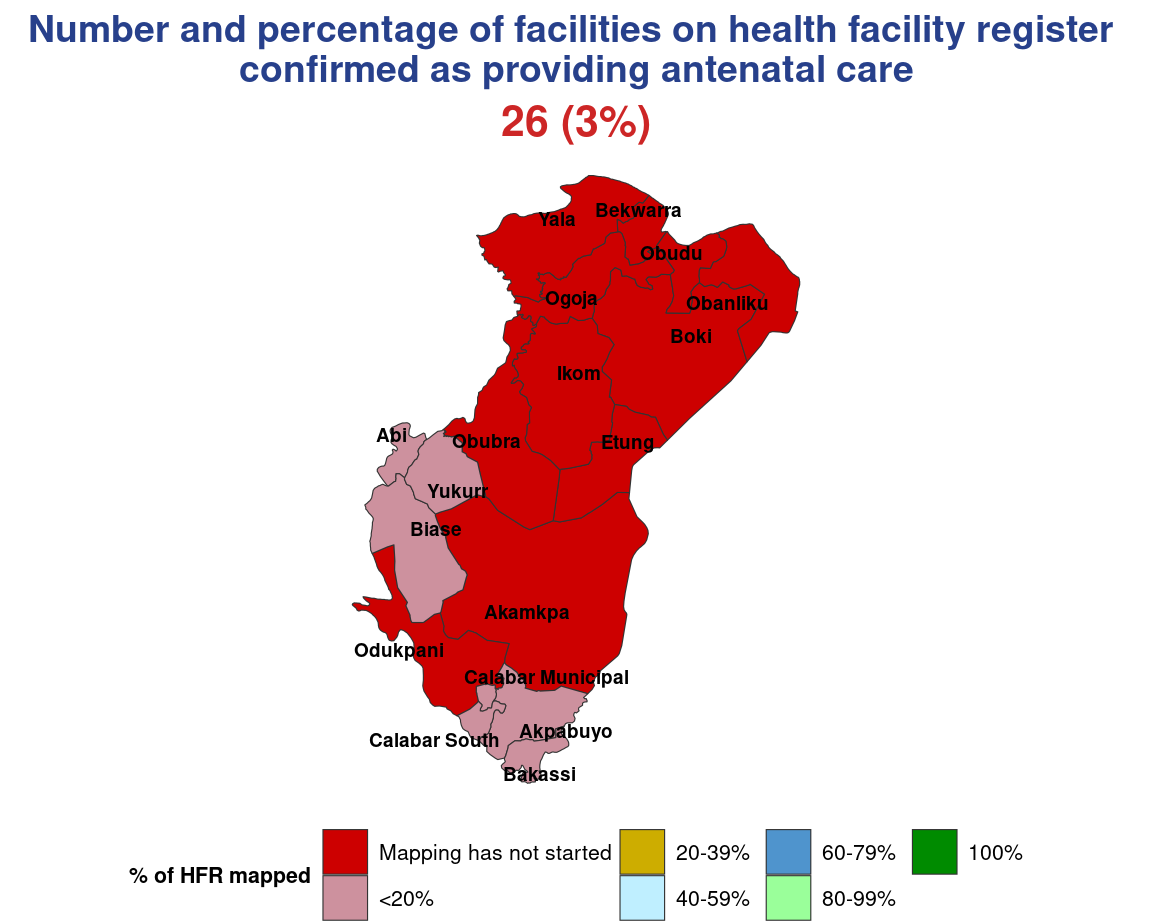 Number and percentage of facilities on health facility register
confirmed as providing antenatal care
26 (3%)
Yala
Bekwarra
Obudu
Ogoja
Obanliku
Boki
Ikom
Abi
Obubra
Etung
Yukurr
Biase
Akamkpa
Odukpani
Calabar Municipal
Akpabuyo
Calabar South
Bakassi
% of HFR mapped
Mapping has not started
<20%
20-39%
40-59%
60-79%
80-99%
100%